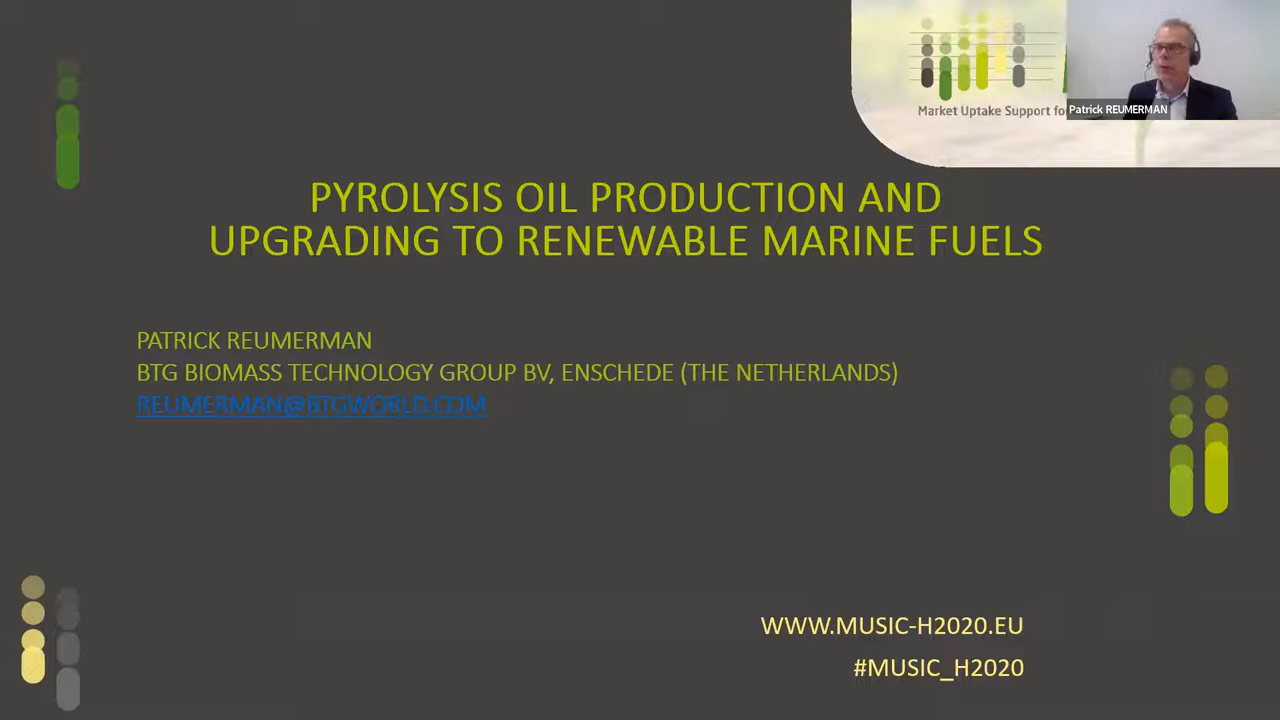 Market Uptake Support for
Patrick REUMERMAN
PYROLYSIS OIL PRODUCTION AND
UPGRADING TO RENEWABLE MARINE FUELS
PATRICK REUMERMAN
BTG BIOMASS TECHNOLOGY GROUP BV, ENSCHEDE (THE NETHERLANDS)
REUMERMAN@BTGWORLD.COM
WWW.MUSIC-H2020.EU
#MUSIC_H2020